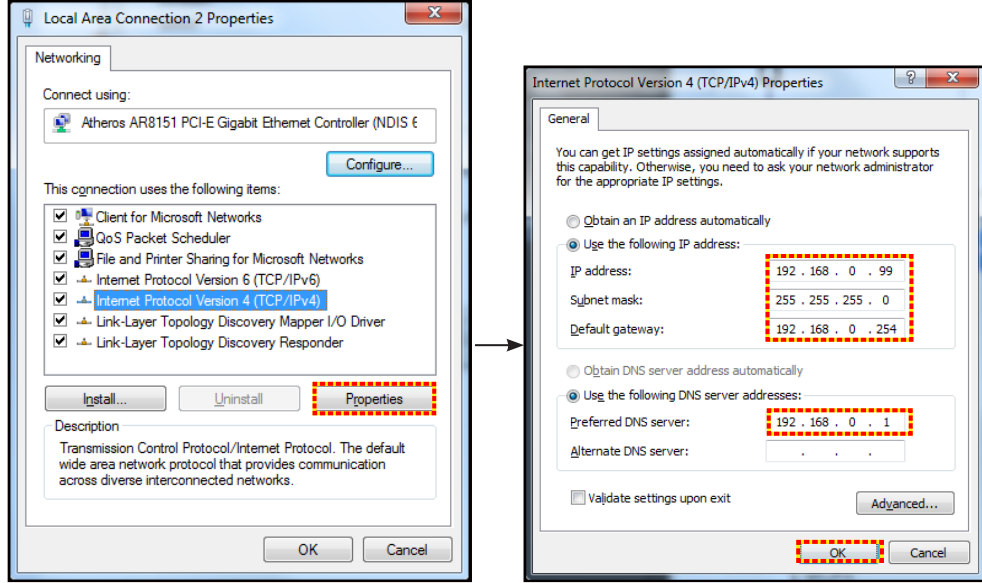 Local Area Connection 2 Properties
Networking
Connect using:
Atheros AR8151 PCI-E Gigabit Ethernet Controller (NDIS 6
Configure...
This connection uses the following items:
Client for Microsoft Networks
QoS Packet Scheduler
File and Printer Sharing for Microsoft Networks
Internet Protocol Version 6 (TCP/IPv6)
Internet Protocol Version 4 (TCP/IPv4)
Link-Layer Topology Discovery Mapper I/O Driver
Link-Layer Topology Discovery Responder
Install...
Uninstall
Properties
Description
Transmission Control Protocol/Internet Protocol. The default
wide area network protocol that provides communication
across diverse interconnected networks.
OK
Cancel
Internet Protocol Version 4 (TCP/IPv4) Properties
General
You can get IP settings assigned automatically if your network supports
this capability. Otherwise, you need to ask your network administrator
for the appropriate IP settings.
Obtain an IP address automatically
Use the following IP address:
IP address: 192 . 168 . 0 . 99
Subnet mask: 255 . 255 . 255 . 0
Default gateway: 192 . 168 . 0 . 254
Obtain DNS server address automatically
Use the following DNS server addresses:
Preferred DNS server: 192 . 168 . 0 . 1
Alternate DNS server: . . .
Validate settings upon exit
Advanced...
OK
Cancel